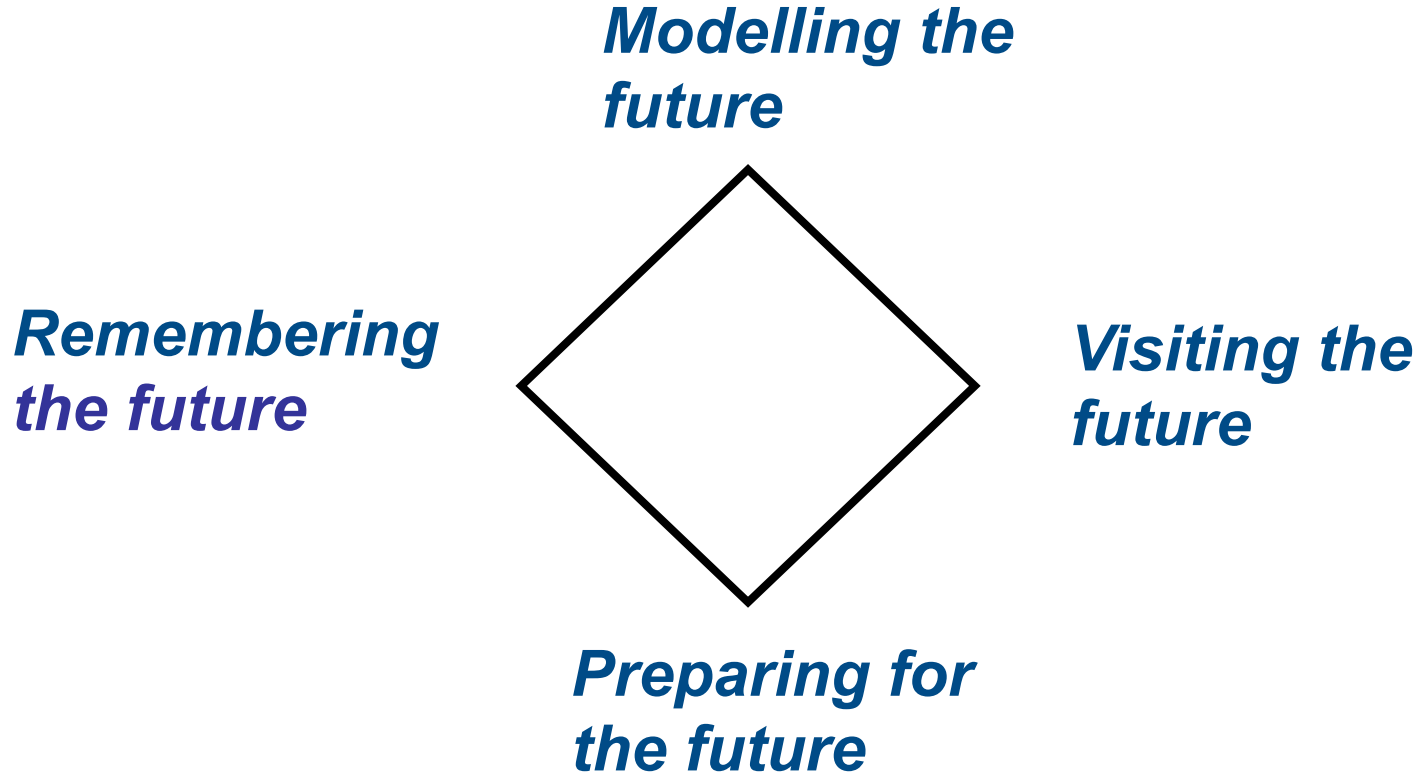 Modelling the
future
Remembering
the future
Visiting the
future
Preparing for
the future